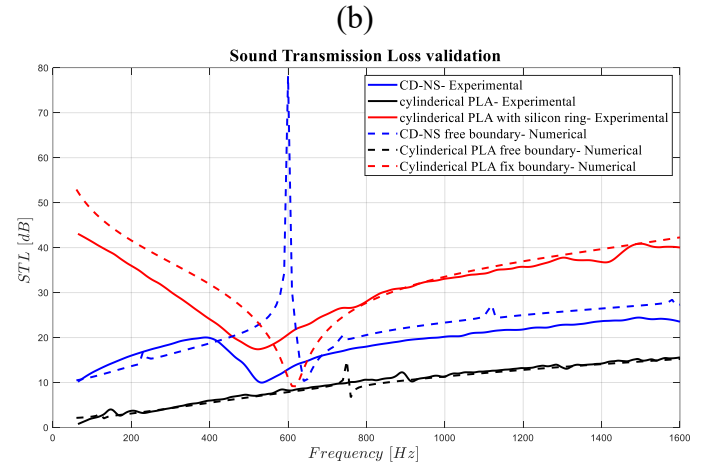 (b)
Sound Transmission Loss validation
80
70
60
50
40
30
20
10
0
STL [dB]
CD-NS- Experimental
cylinderical PLA- Experimental
cylinderical PLA with silicon ring- Experimental
CD-NS free boundary- Numerical
Cylinderical PLA free boundary- Numerical
Cylinderical PLA fix boundary- Numerical
0 200 400 600 800 1000 1200 1400 1600
Frequency [Hz]